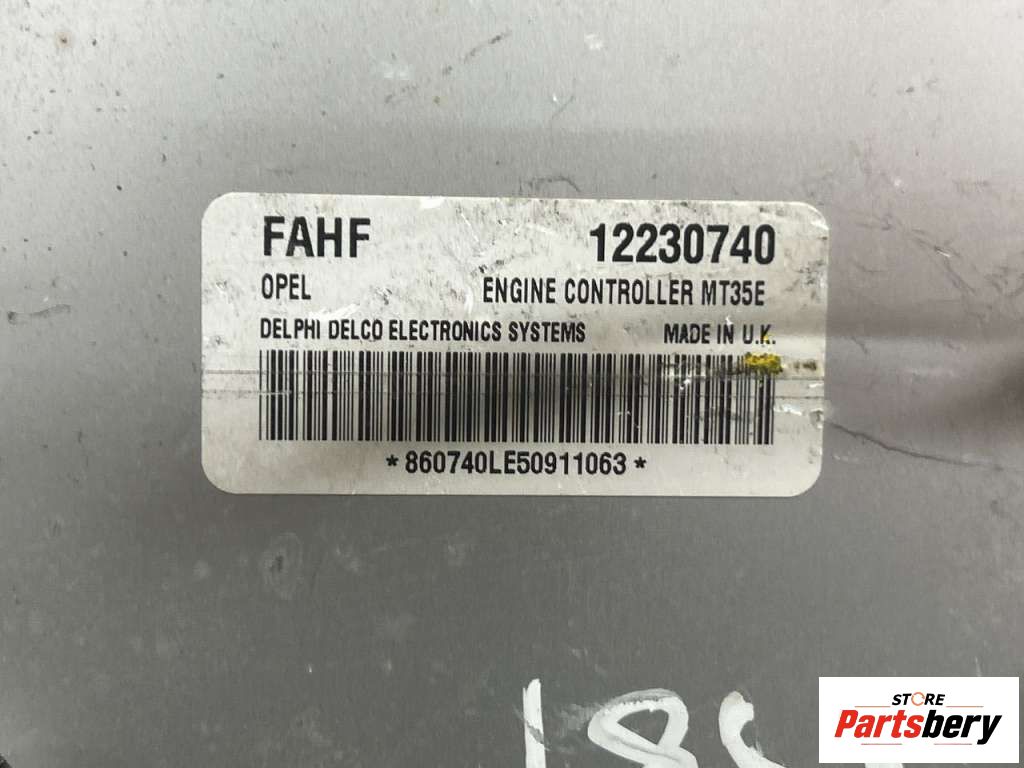 FAHF 12230740
OPEL ENGINE CONTROLLER MT35E
DELPHI DELCO ELECTRONICS SYSTEMS MADE IN U.K.
*860740LE50911063*
STORE
Partsbery